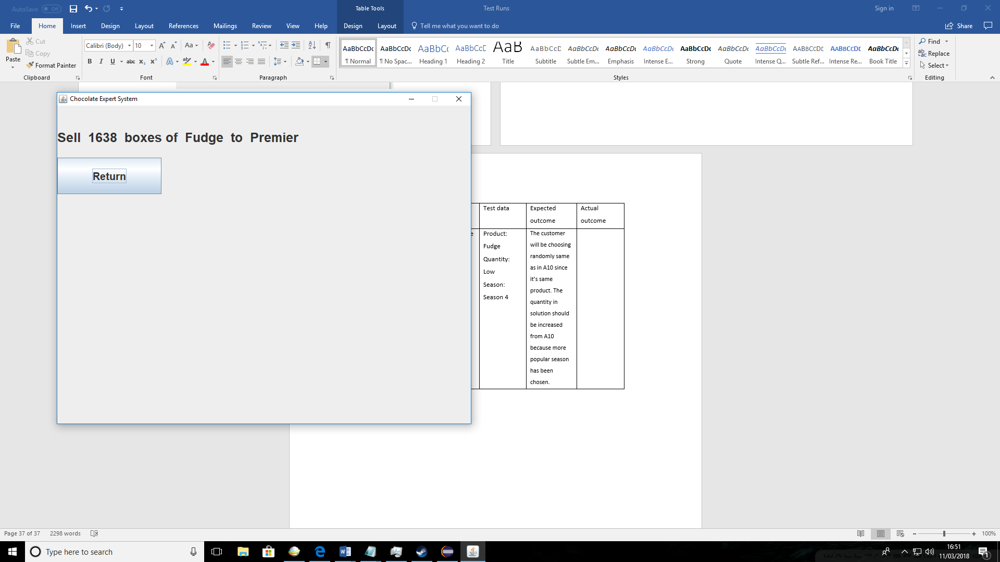 AutoSave Off
Table Tools
Test Runs
Sign in
File Home Insert Design Layout References Mailings Review View Help Design Layout Tell me what you want to do Share
Paste
Cut
Copy
Format Painter
Clipboard
Calibri (Body) 10
Aa
B I U abc x₂ x²
A A
Font
Paragraph
AaBbCcDc AaBbCcDc AaBbCc AaBbCcD AaB AaBbCcD AaBbCcDc AaBbCcDc AaBbCcDc AaBbCcDc AaBbCcDc AaBbCcDc AaBbCcDc AaBbCcDc AaBbCcDc
¶ Normal ¶ No Spac... Heading 1 Heading 2 Title Subtitle Subtle Em... Emphasis Intense E... Strong Quote Intense Q... Subtle Ref... Intense Re... Book Title
Styles
Find
Replace
Select
Editing
Chocolate Expert System
Sell 1638 boxes of Fudge to Premier
Return
Test data
Expected
outcome
Actual
outcome
e
Product:
Fudge
Quantity:
Low
Season:
Season 4
The customer
will be choosing
randomly same
as in A10 since
it’s same
product. The
quantity in
solution should
be increased
from A10
because more
popular season
has been
chosen.
Page 37 of 37 2298 words
100%
Type here to search
16:51
11/03/2018
1